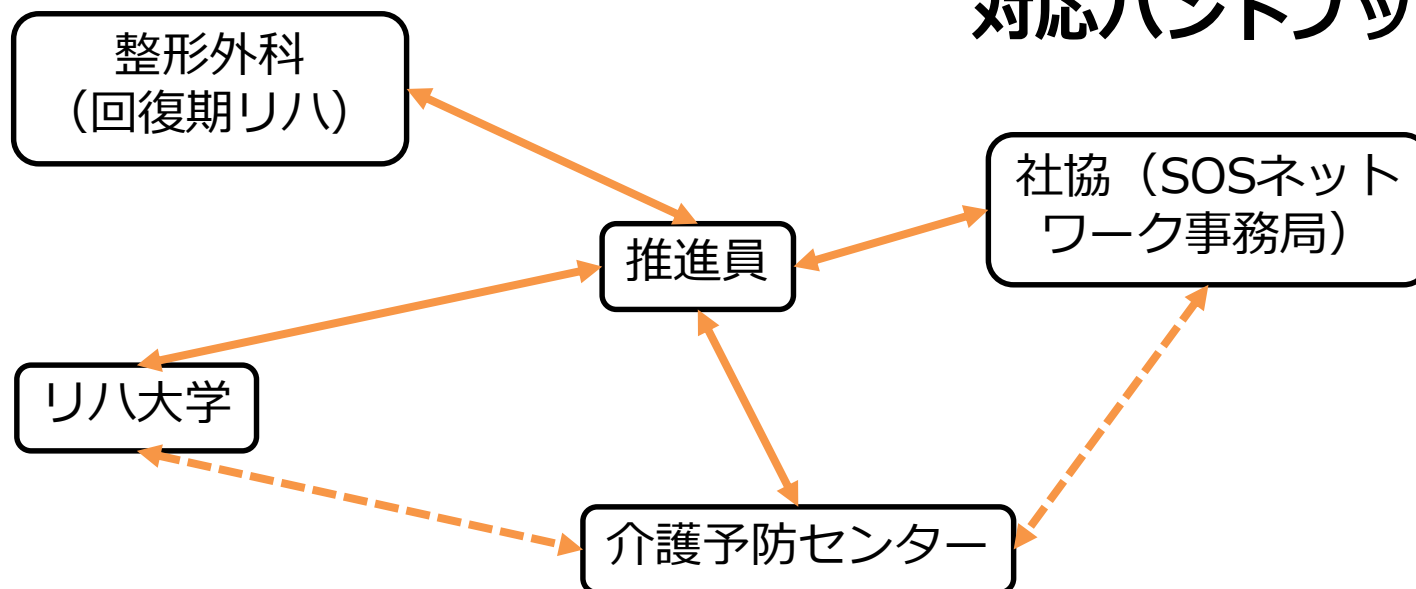 対応ハンドブッ
整形外科
（回復期リハ）
社協（SOSネット
ワーク事務局）
推進員
リハ大学
介護予防センター